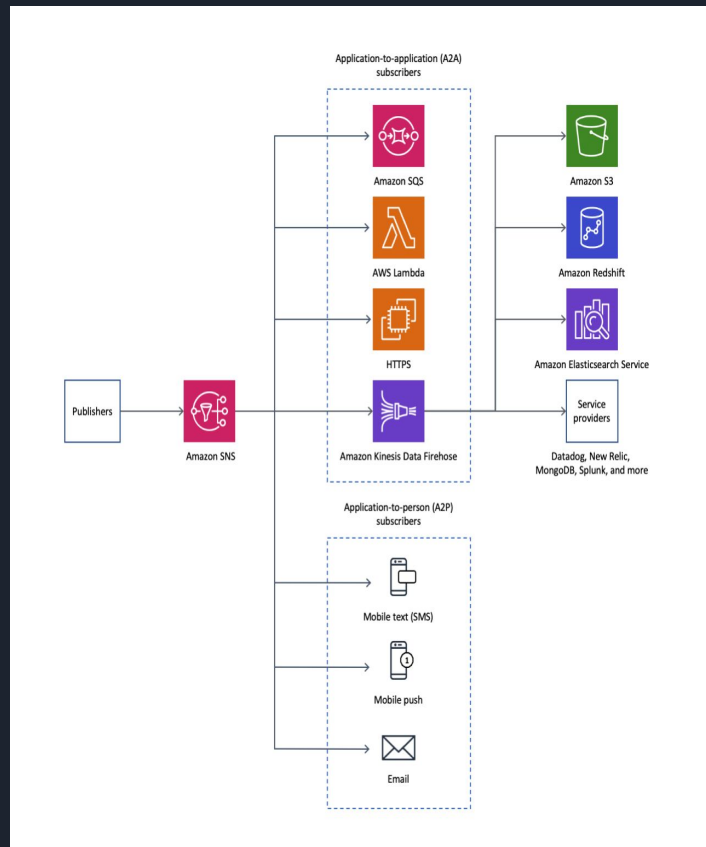 Application-to-application (A2A)
subscribers
Amazon SQS
Amazon S3
AWS Lambda
Amazon Redshift
HTTPS
Amazon Elasticsearch Service
Publishers
Amazon SNS
Amazon Kinesis Data Firehose
Service
providers
Datadog, New Relic,
MongoDB, Splunk, and more
Application-to-person (A2P)
subscribers
Mobile text (SMS)
1
Mobile push
Email